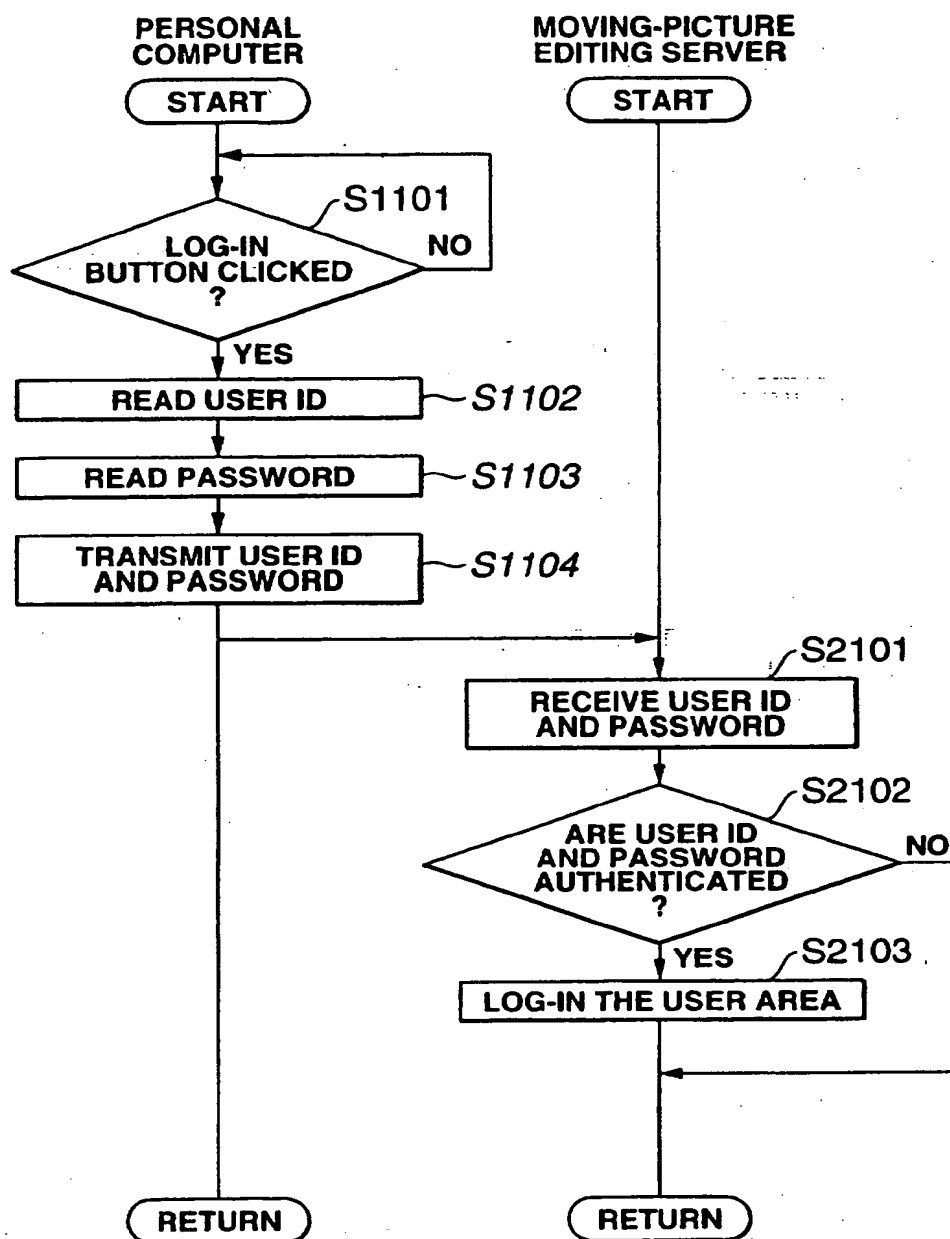 PERSONAL
COMPUTER
START
S1101
LOG-IN
BUTTON CLICKED
?
NO
YES
READ USER ID
S1102
READ PASSWORD
S1103
TRANSMIT USER ID
AND PASSWORD
S1104
RETURN
MOVING-PICTURE
EDITING SERVER
START
S2101
RECEIVE USER ID
AND PASSWORD
S2102
ARE USER ID
AND PASSWORD
AUTHENTICATED
?
NO
YES
S2103
LOG-IN THE USER AREA
RETURN